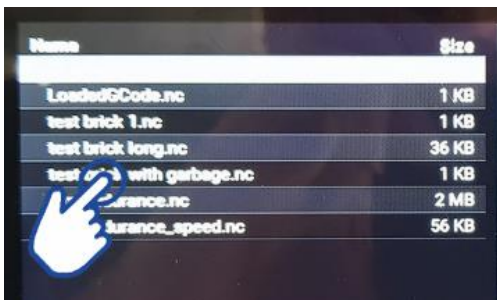 Name Size
LoadedGCode.nc 1 KB
test brick 1.nc 1 KB
test brick long.nc 36 KB
test with garbage.nc 1 KB
2 MB
56 KB